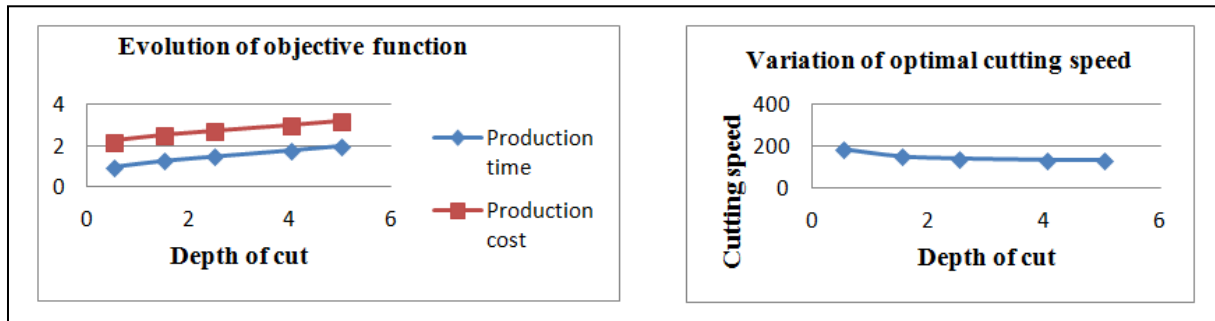 Evolution of objective function
4
2
0
0 2 4 6
Depth of cut
Production
time
Production
cost
Variation of optimal cutting speed
400
200
0
0 2 4 6
Cutting speed
Depth of cut